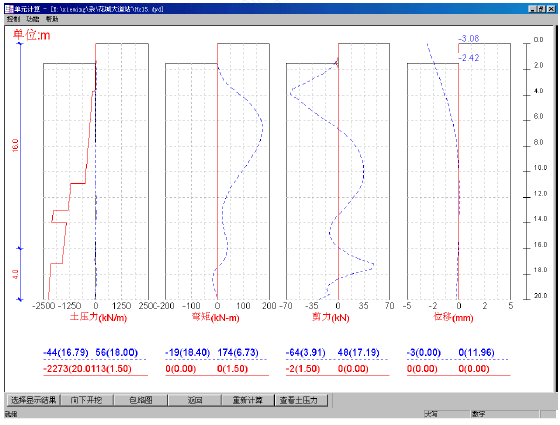 单元计算 - [E:\xieming\穗\花城大道站\Mz15.dpd]
控制 功能 帮助
单位:m
-3.08
-2.42
0.0
2.0
4.0
6.0
8.0
10.0
12.0
14.0
16.0
18.0
20.0
16.0
4.0
-2500 -1250 0 1250 2500 -200 -100 0 100 200 -70 -35 0 35 70 -5 -2 0 2 5
土压力(kN/m) 弯矩(kN-m) 剪力(kN) 位移(mm)
-44(16.79) 56(18.00) -19(18.40) 174(6.73) -64(3.91) 48(17.19) -3(0.00) 0(11.96)
-2273(20.0113(1.50) 0(0.00) 0(1.50) -2(1.50) 0(0.00) 0(0.00) 0(0.00)
选择显示结果 向下开挖 包络图 返回 重新计算 查看土压力
就绪 大写 数字